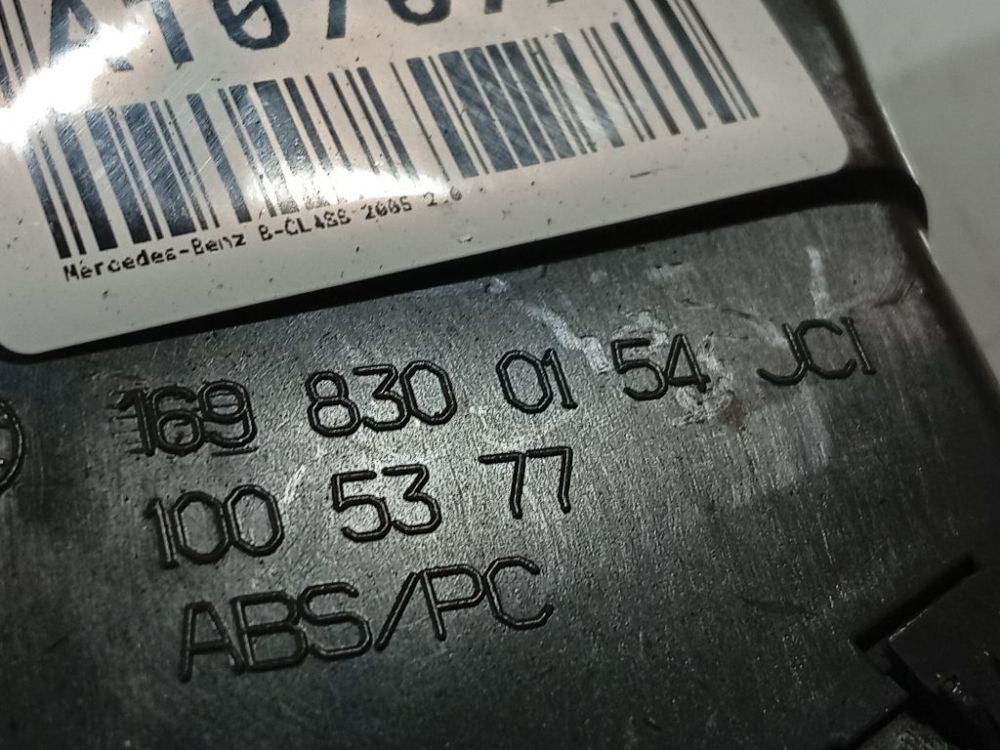 Mercedes-Benz B-CLASS 2005 2.0
169 830 01 54 JCI
100 53 77
ABS/PC